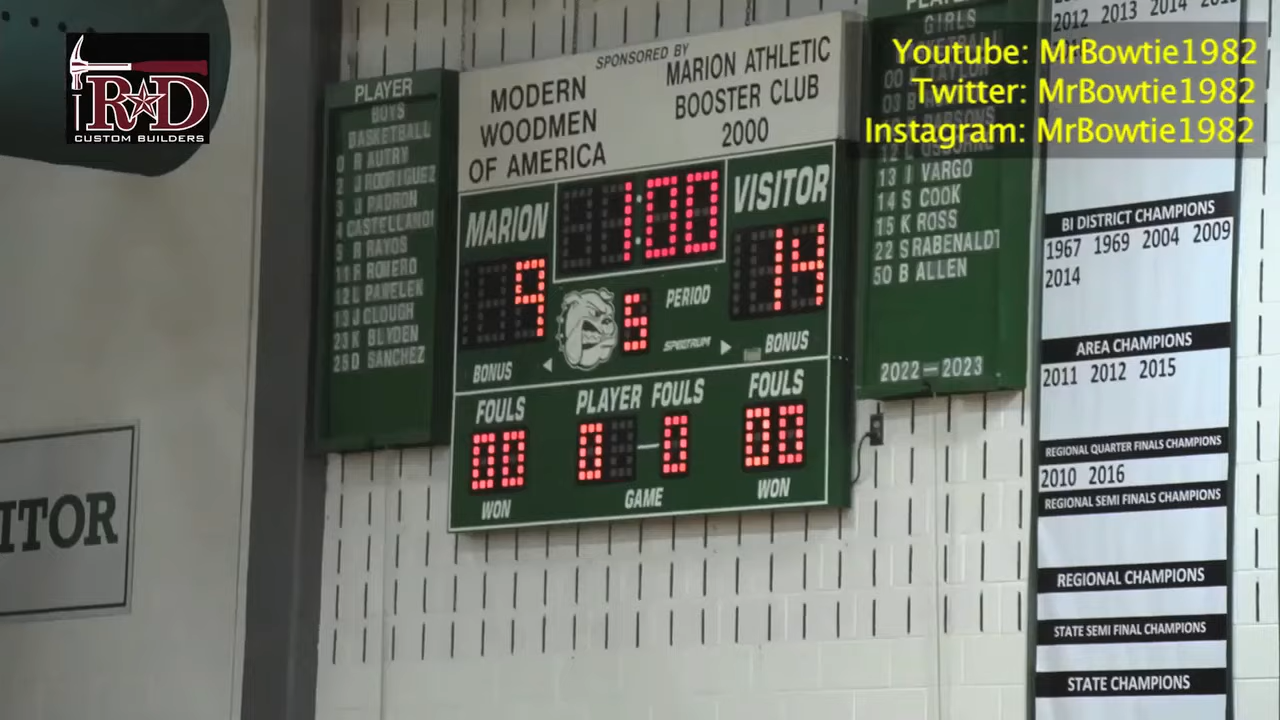 R★D
CUSTOM BUILDERS
Youtube: MrBowtie1982
Twitter: MrBowtie1982
Instagram: MrBowtie1982
PLAYER
BOYS
BASKETBALL
0 R AUTRY
2 J RODRIGUEZ
3 J PADRON
4 CASTELLANO
5 R RAYOS
11 R ROMERO
12 L PAWELEK
13 J CLOUGH
23 K BLYDEN
25 D SANCHEZ
SPONSORED BY
MODERN WOODMEN OF AMERICA
MARION ATHLETIC BOOSTER CLUB 2000
MARION
1:00
VISITOR
9
5
PERIOD
14
SPECTRUM
BONUS
BONUS
FOULS
PLAYER FOULS
FOULS
00
0 – 0
00
WON
GAME
WON
GIRLS
00
03 B
13 I VARGO
14 S COOK
15 K ROSS
22 S RABENALDT
50 B ALLEN
2022—2023
2012 2013 2014
BI DISTRICT CHAMPIONS
1967 1969 2004 2009
2014
AREA CHAMPIONS
2011 2012 2015
REGIONAL QUARTER FINALS CHAMPIONS
2010 2016
REGIONAL SEMI FINALS CHAMPIONS
REGIONAL CHAMPIONS
STATE SEMI FINAL CHAMPIONS
STATE CHAMPIONS
ITOR